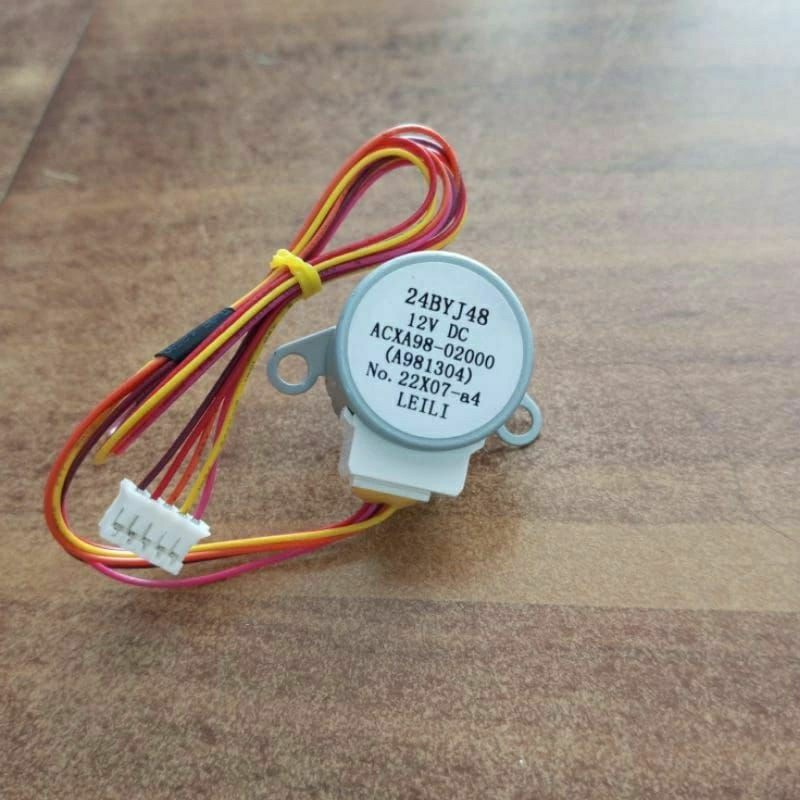 24BYJ48
12V DC
ACXA98-02000
(A981304)
No. 22X07-a4
LEILI